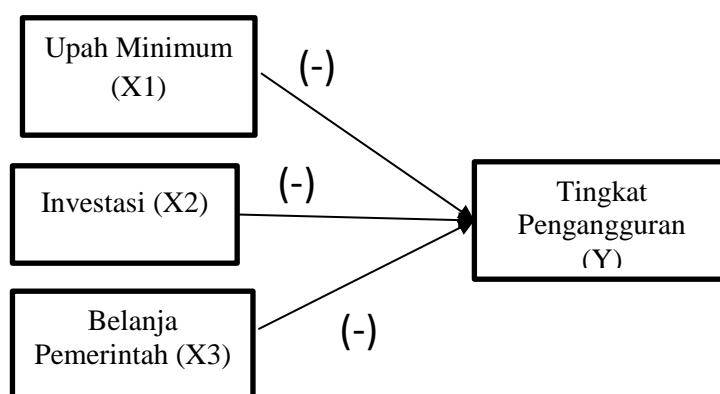 Upah Minimum
(X1)
(-)
Investasi (X2)
(-)
Tingkat
Pengangguran
(Y)
Belanja
Pemerintah (X3)
(-)